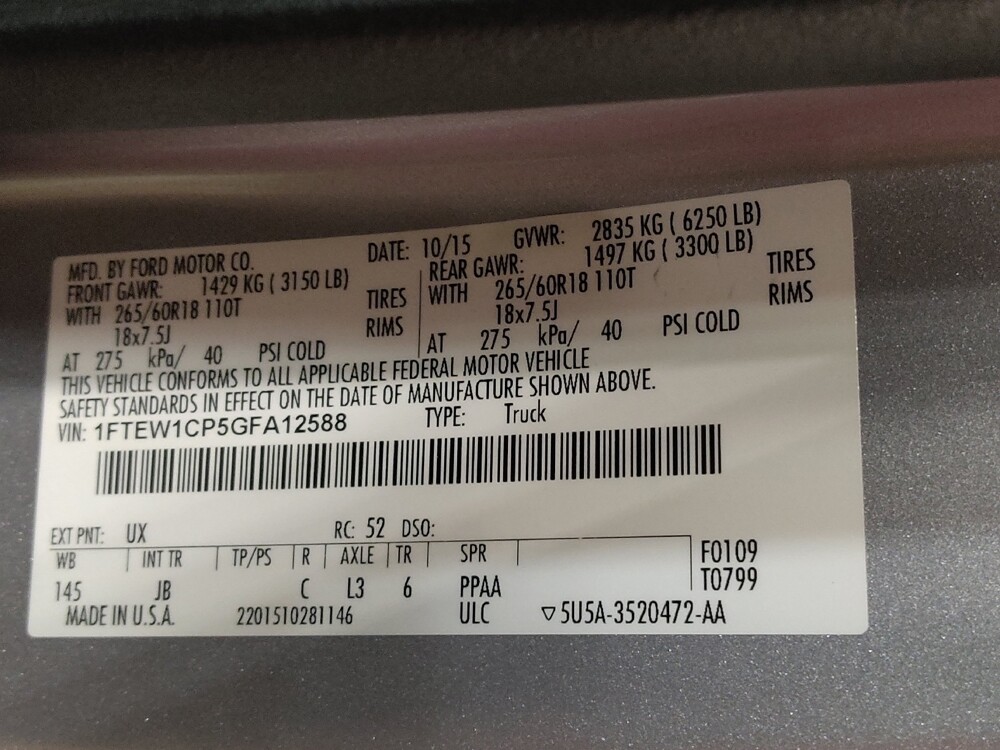 MFD. BY FORD MOTOR CO. DATE: 10/15 GVWR: 2835 KG ( 6250 LB)
FRONT GAWR: 1429 KG ( 3150 LB) REAR GAWR: 1497 KG ( 3300 LB)
WITH 265/60R18 110T TIRES WITH 265/60R18 110T TIRES
18x7.5J RIMS 18x7.5J RIMS
AT 275 kPa/ 40 PSI COLD AT 275 kPa/ 40 PSI COLD
THIS VEHICLE CONFORMS TO ALL APPLICABLE FEDERAL MOTOR VEHICLE
SAFETY STANDARDS IN EFFECT ON THE DATE OF MANUFACTURE SHOWN ABOVE.
VIN: 1FTEW1CP5GFA12588 TYPE: Truck
EXT PNT: UX RC: 52 DSO:
WB INT TR TP/PS R AXLE TR SPR F0109
145 JB C L3 6 PPAA T0799
MADE IN U.S.A. 2201510281146 ULC ▽5U5A-3520472-AA